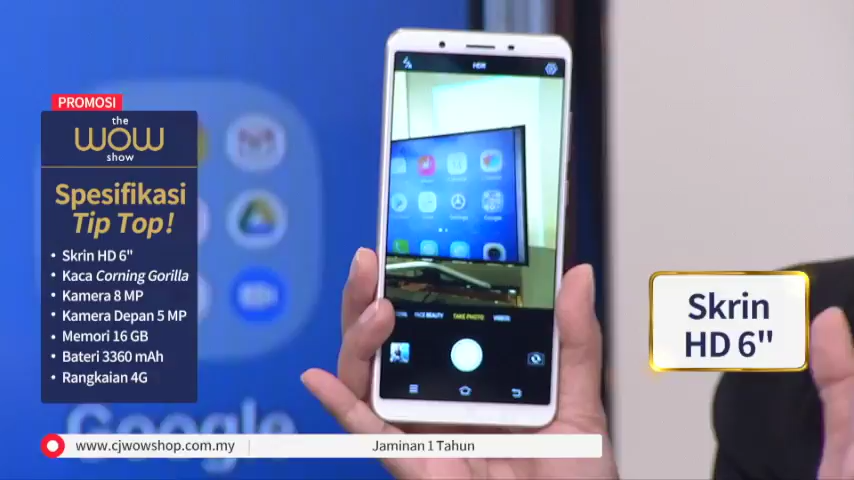 PROMOSI
the
WOW
show
Spesifikasi
Tip Top!
• Skrin HD 6"
• Kaca Corning Gorilla
• Kamera 8 MP
• Kamera Depan 5 MP
• Memori 16 GB
• Bateri 3360 mAh
• Rangkaian 4G
HDR
FACE BEAUTY TAKE PHOTO VIDEO
Skrin
HD 6"
Google
www.cjwowshop.com.my
Jaminan 1 Tahun